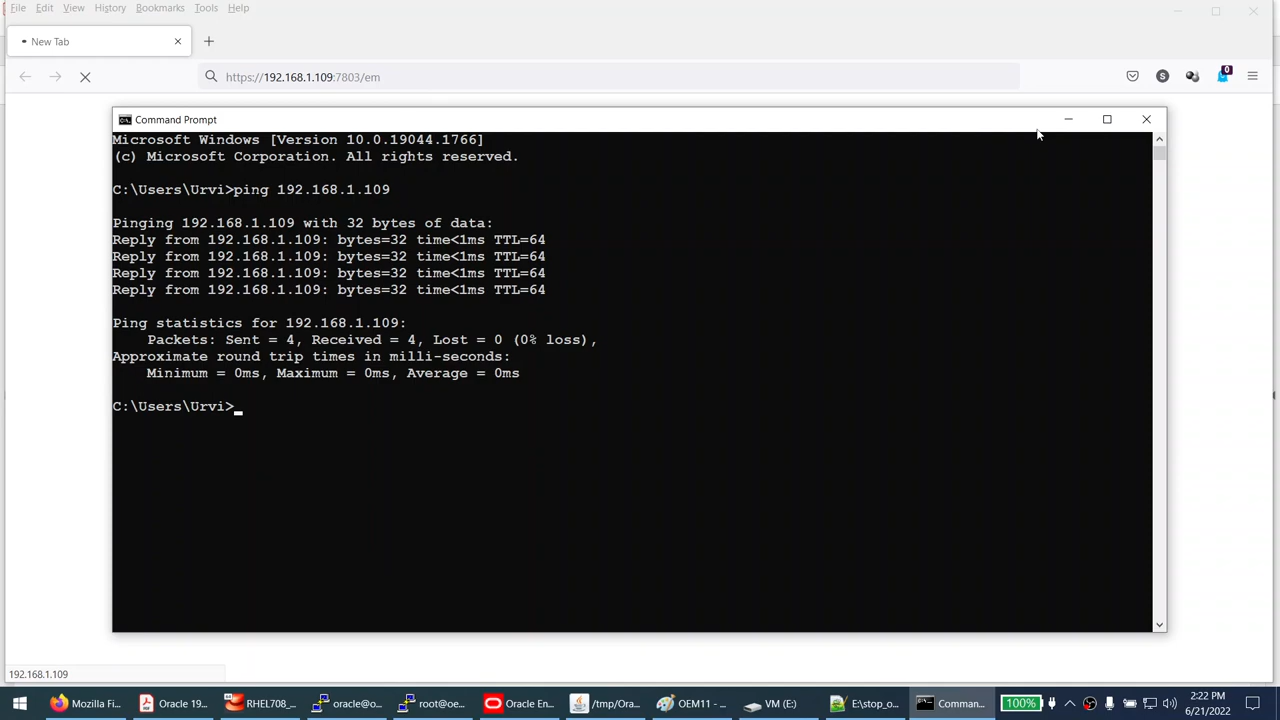 File Edit View History Bookmarks Tools Help
New Tab
https://192.168.1.109:7803/em
S
0
Command Prompt
Microsoft Windows [Version 10.0.19044.1766]
(c) Microsoft Corporation. All rights reserved.
C:\Users\Urvi>ping 192.168.1.109
Pinging 192.168.1.109 with 32 bytes of data:
Reply from 192.168.1.109: bytes=32 time<1ms TTL=64
Reply from 192.168.1.109: bytes=32 time<1ms TTL=64
Reply from 192.168.1.109: bytes=32 time<1ms TTL=64
Reply from 192.168.1.109: bytes=32 time<1ms TTL=64
Ping statistics for 192.168.1.109:
Packets: Sent = 4, Received = 4, Lost = 0 (0% loss),
Approximate round trip times in milli-seconds:
Minimum = 0ms, Maximum = 0ms, Average = 0ms
C:\Users\Urvi>
192.168.1.109
Mozilla Fi... Oracle 19... RHEL708_... oracle@o... root@oe... Oracle En... /tmp/Ora... OEM11 - ... VM (E:) E:\stop_o... Comman... 100% 2:22 PM
6/21/2022